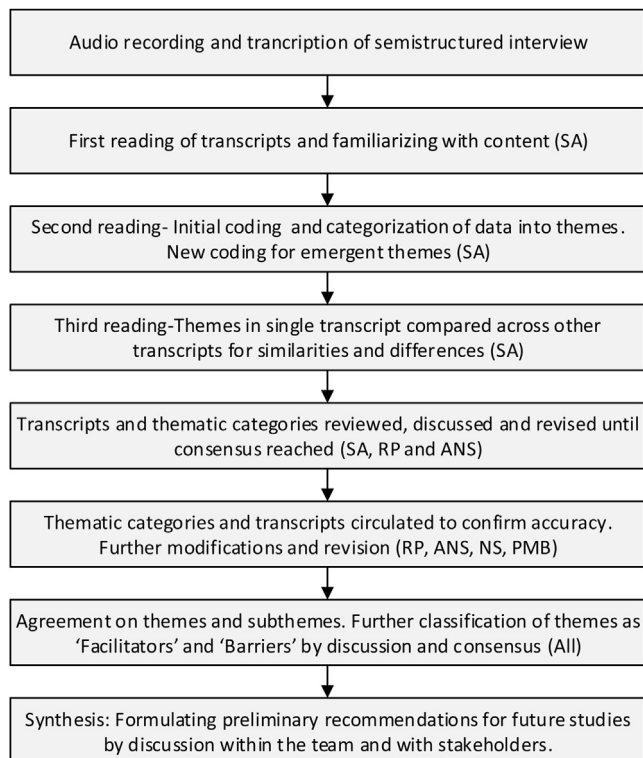 Audio recording and trancription of semistructured interview
First reading of transcripts and familiarizing with content (SA)
Second reading- Initial coding and categorization of data into themes.
New coding for emergent themes (SA)
Third reading-Themes in single transcript compared across other
transcripts for similarities and differences (SA)
Transcripts and thematic categories reviewed, discussed and revised until
consensus reached (SA, RP and ANS)
Thematic categories and transcripts circulated to confirm accuracy.
Further modifications and revision (RP, ANS, NS, PMB)
Agreement on themes and subthemes. Further classification of themes as
‘Facilitators’ and ‘Barriers’ by discussion and consensus (All)
Synthesis: Formulating preliminary recommendations for future studies
by discussion within the team and with stakeholders.